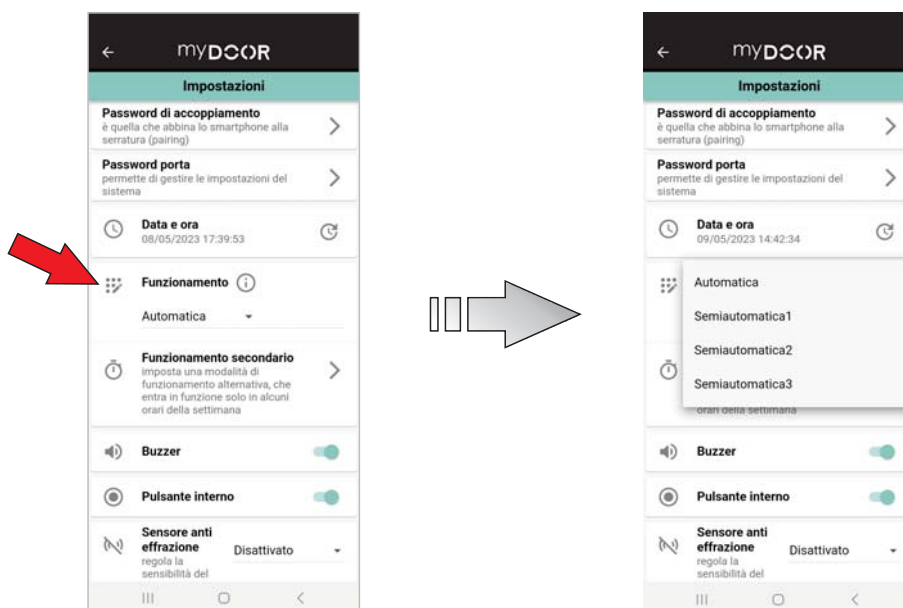 myDOOR
Impostazioni
Password di accoppiamento
è quella che abbina lo smartphone alla
serratura (pairing)
Password porta
permette di gestire le impostazioni del
sistema
Data e ora
08/05/2023 17:39:53
Funzionamento
Automatica
Funzionamento secondario
imposta una modalità di
funzionamento alternativa, che
entra in funzione solo in alcuni
orari della settimana
Buzzer
Pulsante interno
Sensore anti
effrazione
Disattivato
regola la
sensibilità del
myDOOR
Impostazioni
Password di accoppiamento
è quella che abbina lo smartphone alla
serratura (pairing)
Password porta
permette di gestire le impostazioni del
sistema
Data e ora
09/05/2023 14:42:34
Automatica
Semiautomatica1
Semiautomatica2
Semiautomatica3
orari della settimana
Buzzer
Pulsante interno
Sensore anti
effrazione
Disattivato
regola la
sensibilità del